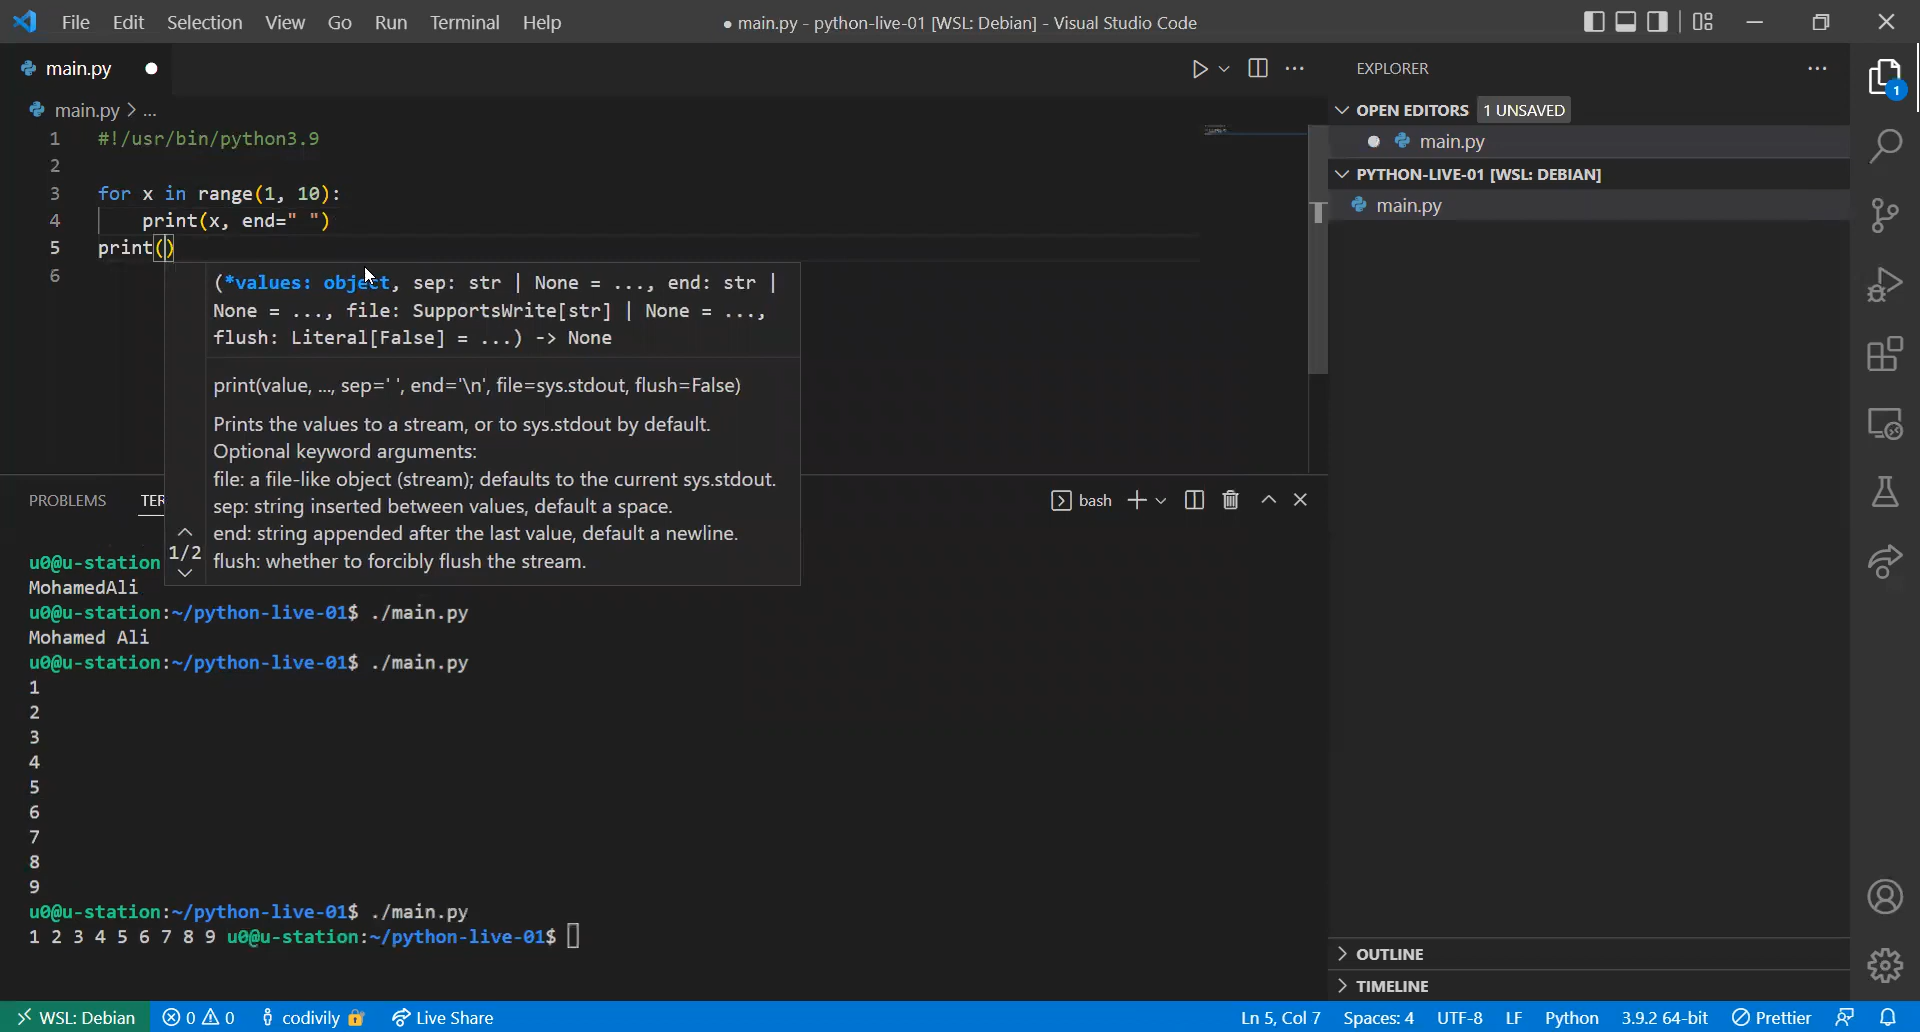 File Edit Selection View Go Run Terminal Help
● main.py - python-live-01 [WSL: Debian] - Visual Studio Code
main.py
main.py > ...
1 #!/usr/bin/python3.9
2
3 for x in range(1, 10):
4 print(x, end=" ")
5 print()
6
(*values: object, sep: str | None = ..., end: str |
None = ..., file: SupportsWrite[str] | None = ...,
flush: Literal[False] = ...) -> None
print(value, ..., sep=' ', end='\n', file=sys.stdout, flush=False)
Prints the values to a stream, or to sys.stdout by default.
Optional keyword arguments:
file: a file-like object (stream); defaults to the current sys.stdout.
sep: string inserted between values, default a space.
end: string appended after the last value, default a newline.
flush: whether to forcibly flush the stream.
1/2
PROBLEMS TER
bash
u0@u-station
MohamedAli
u0@u-station:~/python-live-01$ ./main.py
Mohamed Ali
u0@u-station:~/python-live-01$ ./main.py
1
2
3
4
5
6
7
8
9
u0@u-station:~/python-live-01$ ./main.py
1 2 3 4 5 6 7 8 9 u0@u-station:~/python-live-01$
EXPLORER
OPEN EDITORS 1 UNSAVED
main.py
PYTHON-LIVE-01 [WSL: DEBIAN]
main.py
OUTLINE
TIMELINE
1
WSL: Debian 0 0 codivily Live Share
Ln 5, Col 7 Spaces: 4 UTF-8 LF Python 3.9.2 64-bit Prettier